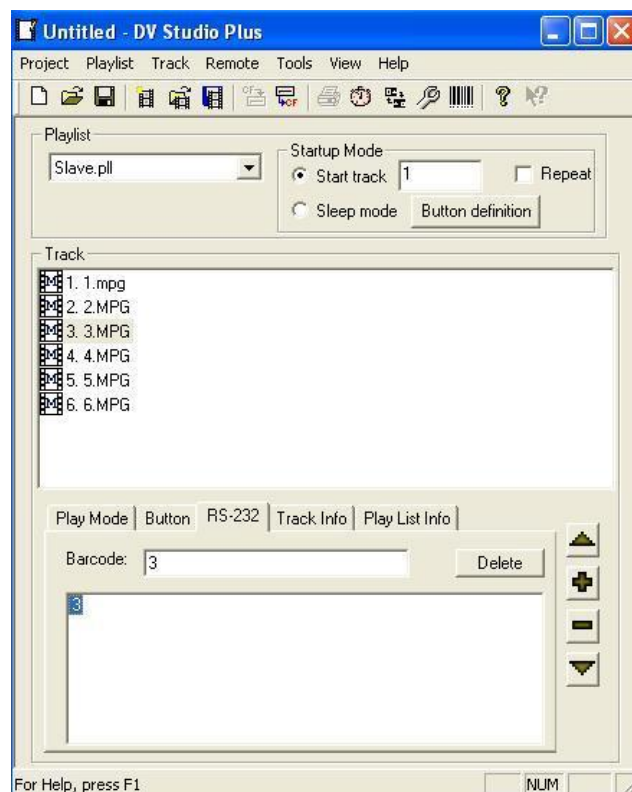 Untitled - DV Studio Plus
Project Playlist Track Remote Tools View Help
Playlist
Slave.pll
Startup Mode
Start track 1 Repeat
Sleep mode Button definition
Track
1. 1.mpg
2. 2.MPG
3. 3.MPG
4. 4.MPG
5. 5.MPG
6. 6.MPG
Play Mode Button RS-232 Track Info Play List Info
Barcode: 3 Delete
3
For Help, press F1 NUM